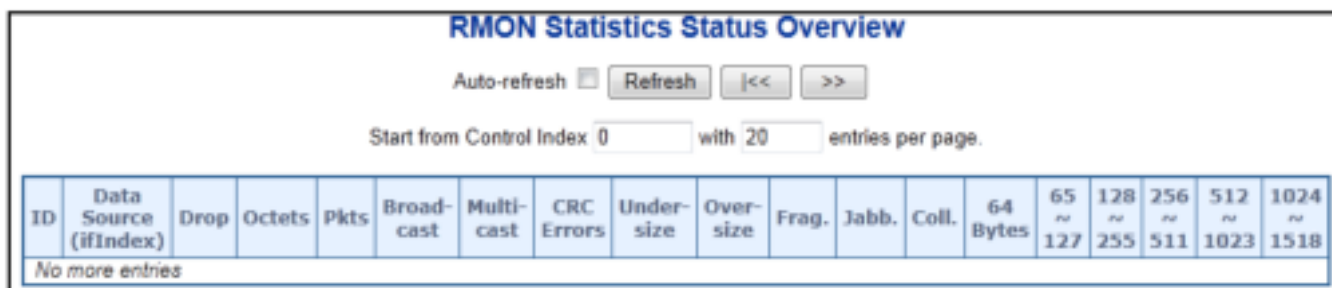 RMON Statistics Status Overview
Auto-refresh Refresh |<< >>
Start from Control Index 0 with 20 entries per page.
ID Data Source (ifIndex) Drop Octets Pkts Broad-cast Multi-cast CRC Errors Under-size Over-size Frag. Jabb. Coll. 64 Bytes 65 ~ 127 128 ~ 255 256 ~ 511 512 ~ 1023 1024 ~ 1518
No more entries